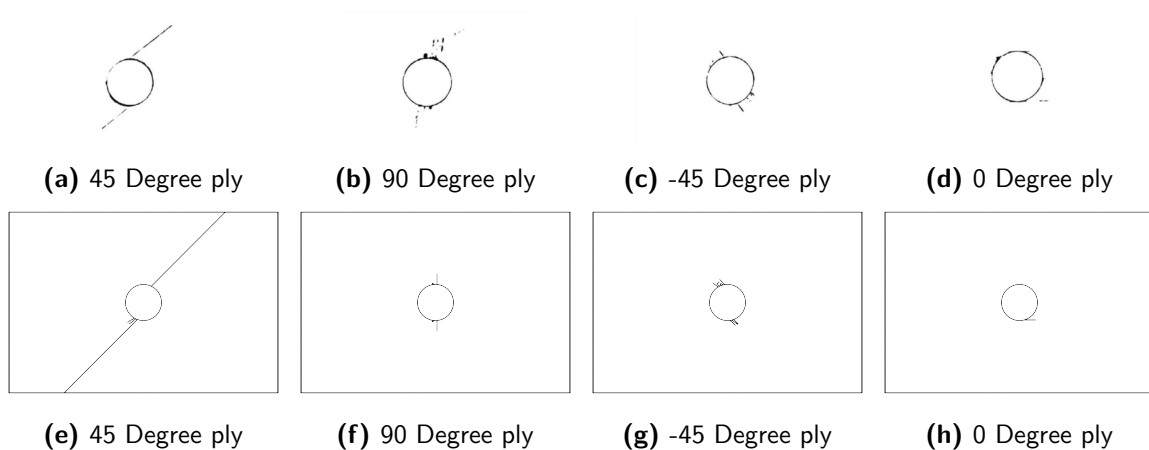 (a) 45 Degree ply
(b) 90 Degree ply
(c) -45 Degree ply
(d) 0 Degree ply
(e) 45 Degree ply
(f) 90 Degree ply
(g) -45 Degree ply
(h) 0 Degree ply